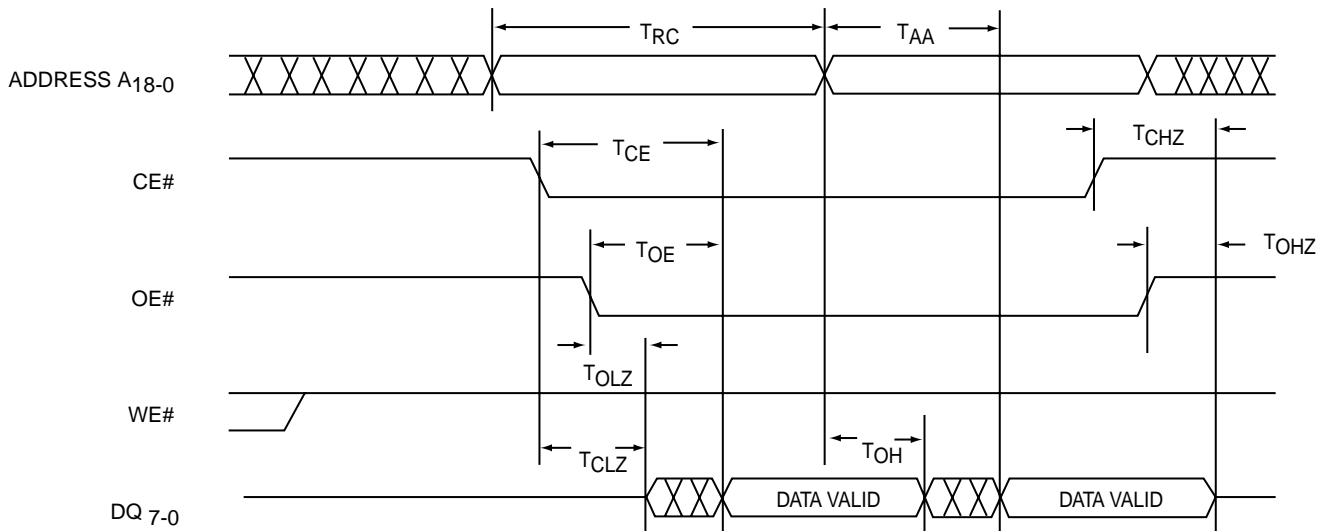 TRC
TAA
ADDRESS A18-0
TCE
TCHZ
CE#
TOE
TOHZ
OE#
TOLZ
WE#
TCLZ
TOH
DQ 7-0
DATA VALID
DATA VALID